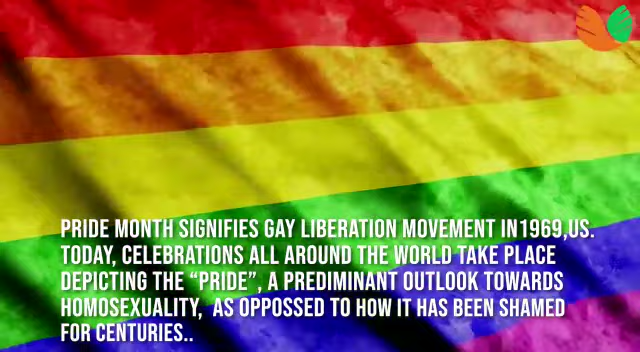 PRIDE MONTH SIGNIFIES GAY LIBERATION MOVEMENT IN1969,US.
TODAY, CELEBRATIONS ALL AROUND THE WORLD TAKE PLACE
DEPICTING THE “PRIDE”, A PREDIMINANT OUTLOOK TOWARDS
HOMOSEXUALITY, AS OPPOSSED TO HOW IT HAS BEEN SHAMED
FOR CENTURIES..